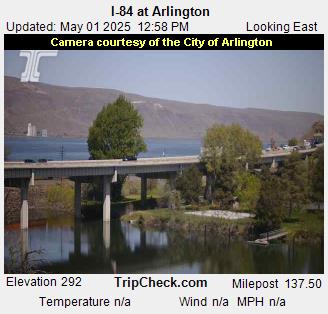 I-84 at Arlington
Updated: May 01 2025 12:58 PM Looking East
Camera courtesy of the City of Arlington
Elevation 292 TripCheck.com Milepost 137.50
Temperature n/a Wind n/a MPH n/a